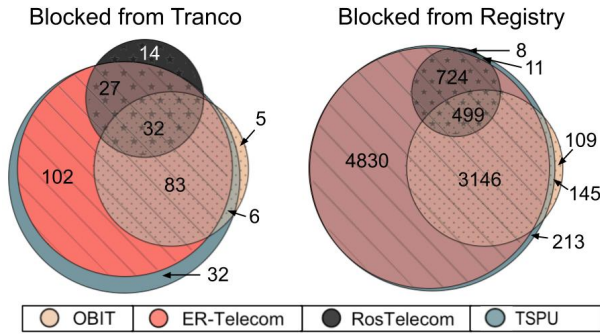 Blocked from Tranco
Blocked from Registry
14
27
32
5
102
83
6
32
8
11
724
499
109
4830
3146
145
213
OBIT
ER-Telecom
RosTelecom
TSPU